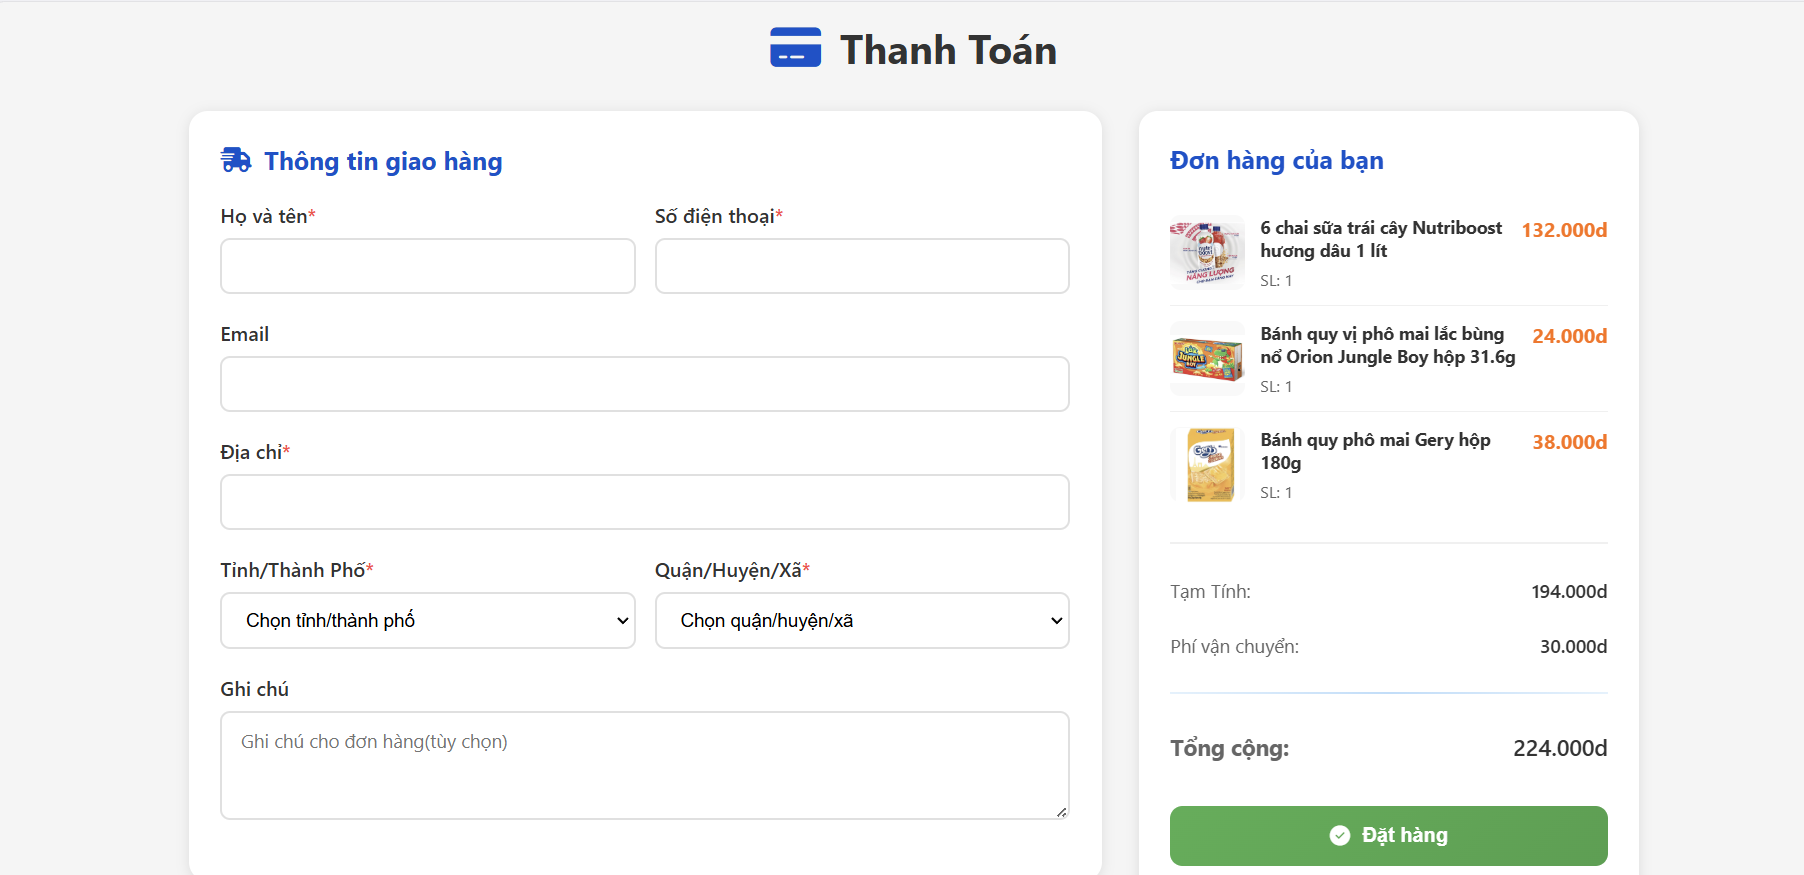 Thanh Toán
Thông tin giao hàng
Họ và tên*
Số điện thoại*
Email
Địa chỉ*
Tỉnh/Thành Phố*
Quận/Huyện/Xã*
Chọn tỉnh/thành phố
Chọn quận/huyện/xã
Ghi chú
Ghi chú cho đơn hàng(tùy chọn)
Đơn hàng của bạn
6 chai sữa trái cây Nutriboost
hương dâu 1 lít
132.000đ
SL: 1
NĂNG LƯỢNG
Bánh quy vị phô mai lắc bùng
nổ Orion Jungle Boy hộp 31.6g
24.000đ
SL: 1
JUNGLE
Bánh quy phô mai Gery hộp
180g
38.000đ
SL: 1
Gery
Tạm Tính:
194.000đ
Phí vận chuyển:
30.000đ
Tổng cộng:
224.000đ
Đặt hàng